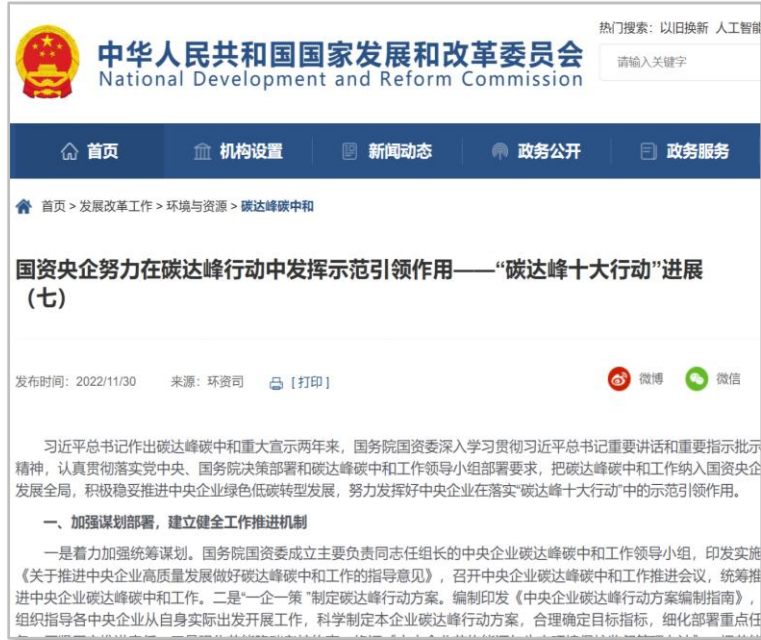 热门搜索：以旧换新 人工智能
中华人民共和国国家发展和改革委员会
National Development and Reform Commission
请输入关键字
首页 机构设置 新闻动态 政务公开 政务服务
首页 > 发展改革工作 > 环境与资源 > 碳达峰碳中和
国资央企努力在碳达峰行动中发挥示范引领作用——“碳达峰十大行动”进展
（七）
发布时间：2022/11/30 来源：环资司 [ 打印 ] 微博 微信
习近平总书记作出碳达峰碳中和重大宣示两年来，国务院国资委深入学习贯彻习近平总书记重要讲话和重要指示批示
精神，认真贯彻落实党中央、国务院决策部署和碳达峰碳中和工作领导小组部署要求，把碳达峰碳中和工作纳入国资央企
发展全局，积极稳妥推进中央企业绿色低碳转型发展，努力发挥好中央企业在落实“碳达峰十大行动”中的示范引领作用。
一、加强谋划部署，建立健全工作推进机制
一是着力加强统筹谋划。国务院国资委成立主要负责同志任组长的中央企业碳达峰碳中和工作领导小组，印发实施
《关于推进中央企业高质量发展做好碳达峰碳中和工作的指导意见》，召开中央企业碳达峰碳中和工作推进会议，统筹推
进中央企业碳达峰碳中和工作。二是“一企一策 ”制定碳达峰行动方案。编制印发《中央企业碳达峰行动方案编制指南》，
组织指导各中央企业从自身实际出发开展工作，科学制定本企业碳达峰行动方案，合理确定目标指标，细化部署重点任